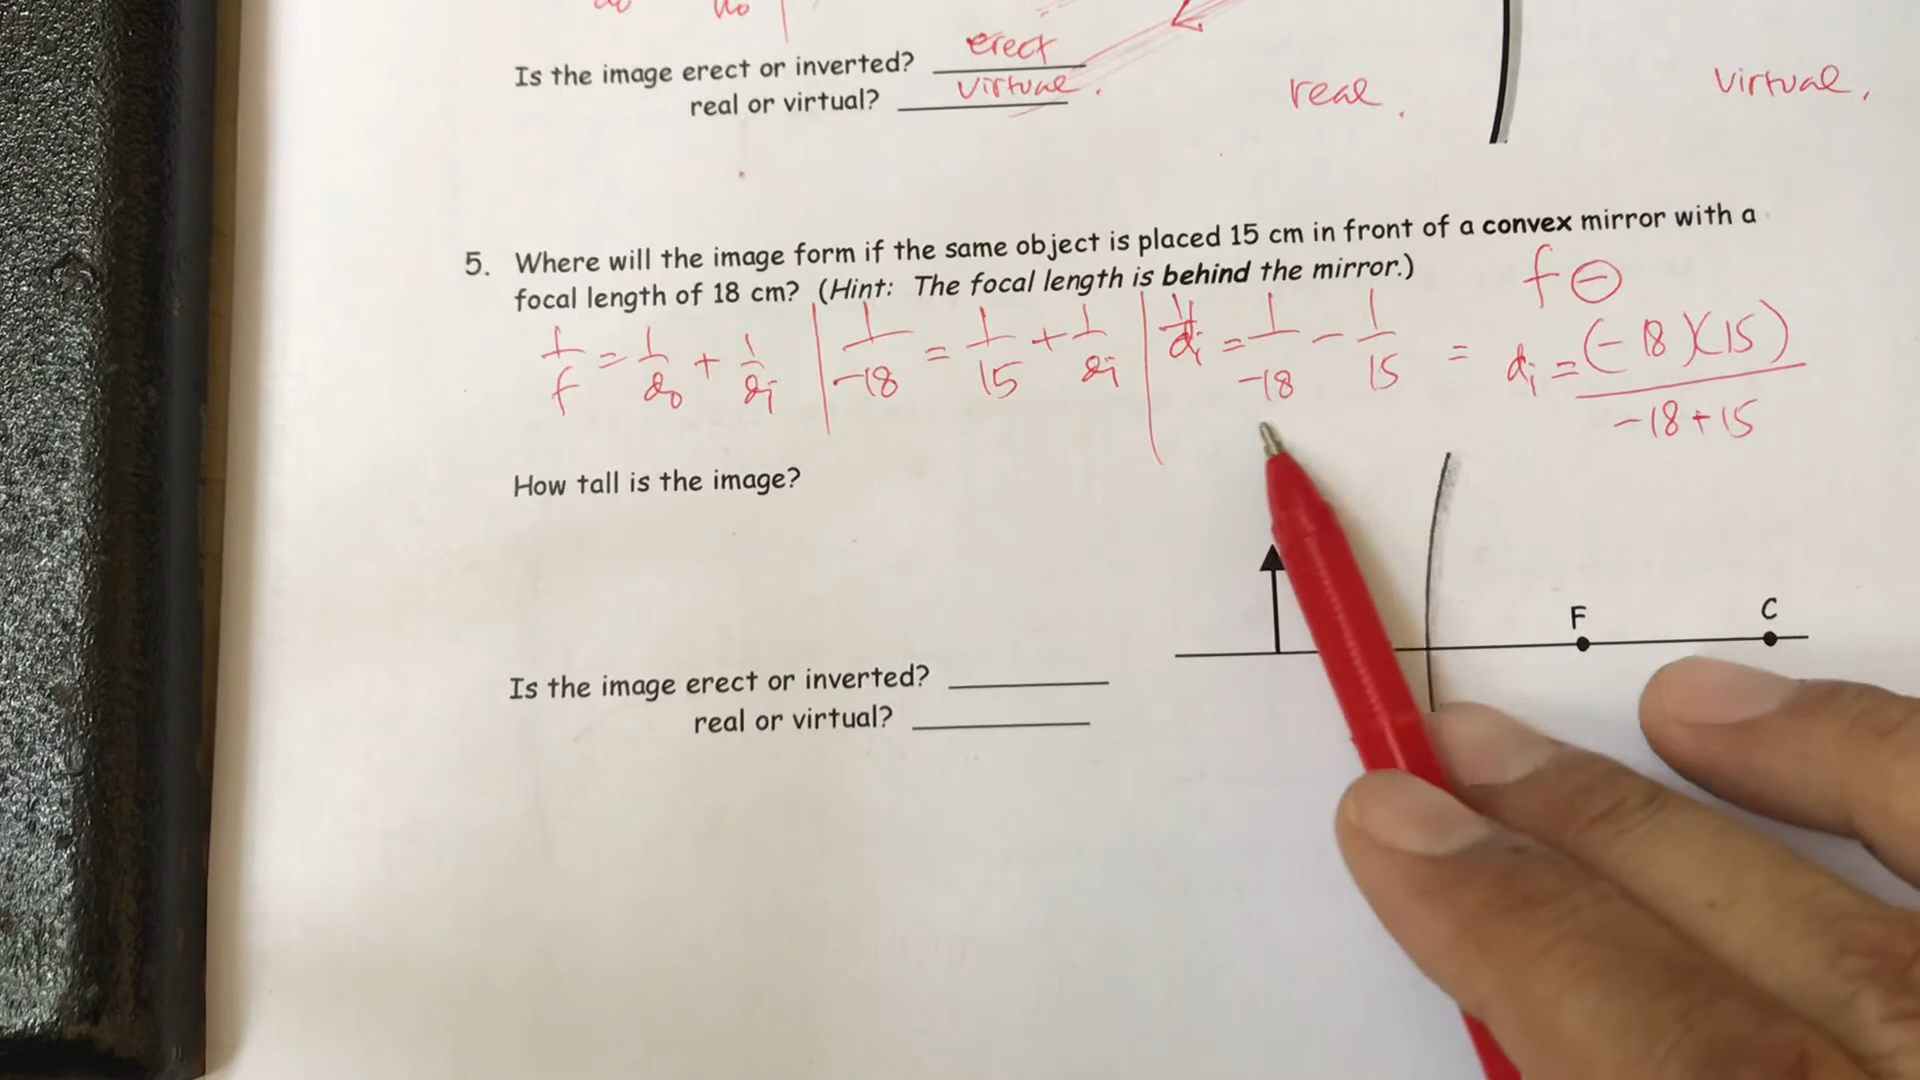 Is the image erect or inverted? erect
real or virtual? virtual.
real.
virtual.
5. Where will the image form if the same object is placed 15 cm in front of a convex mirror with a
focal length of 18 cm? (Hint: The focal length is behind the mirror.)
f ⊖
1/f = 1/do + 1/di | 1/-18 = 1/15 + 1/di | 1/di = 1/-18 - 1/15 = di = (-18)(15)/-18+15
How tall is the image?
F
C
Is the image erect or inverted?
real or virtual?